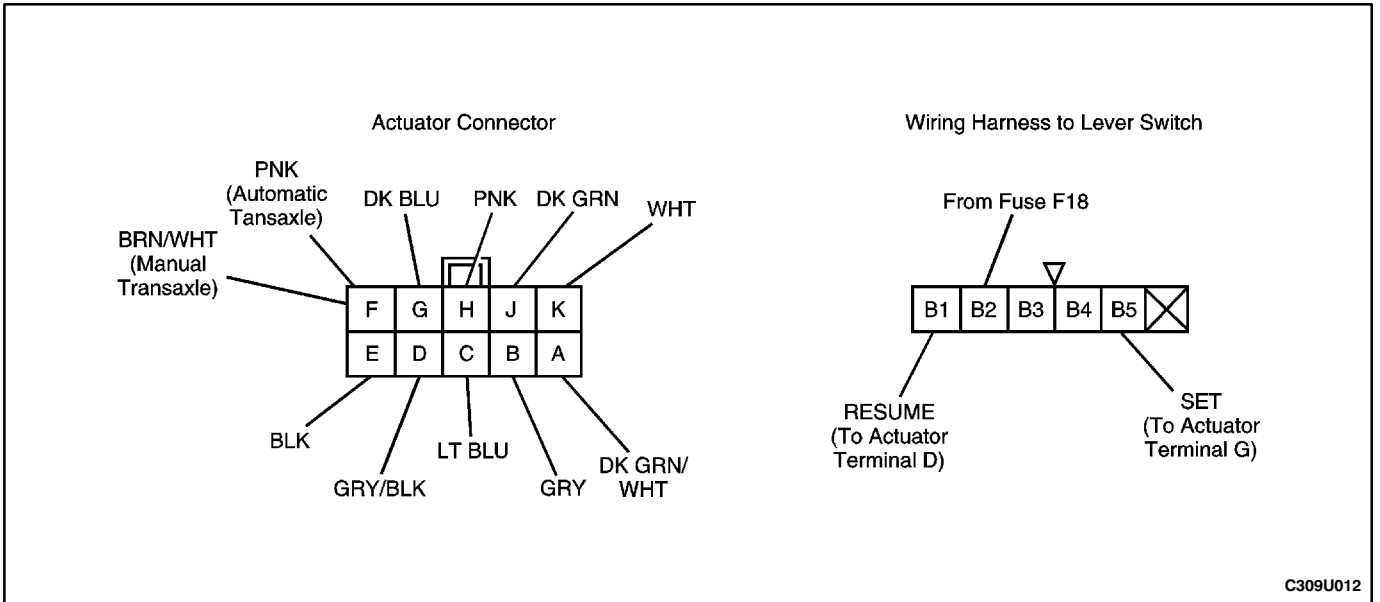 Actuator Connector
Wiring Harness to Lever Switch
PNK
(Automatic
Tansaxle)
DK BLU
PNK
DK GRN
WHT
BRN/WHT
(Manual
Transaxle)
F G H J K
E D C B A
BLK
GRY/BLK
LT BLU
GRY
DK GRN/
WHT
From Fuse F18
B1 B2 B3 B4 B5
RESUME
(To Actuator
Terminal D)
SET
(To Actuator
Terminal G)
C309U012